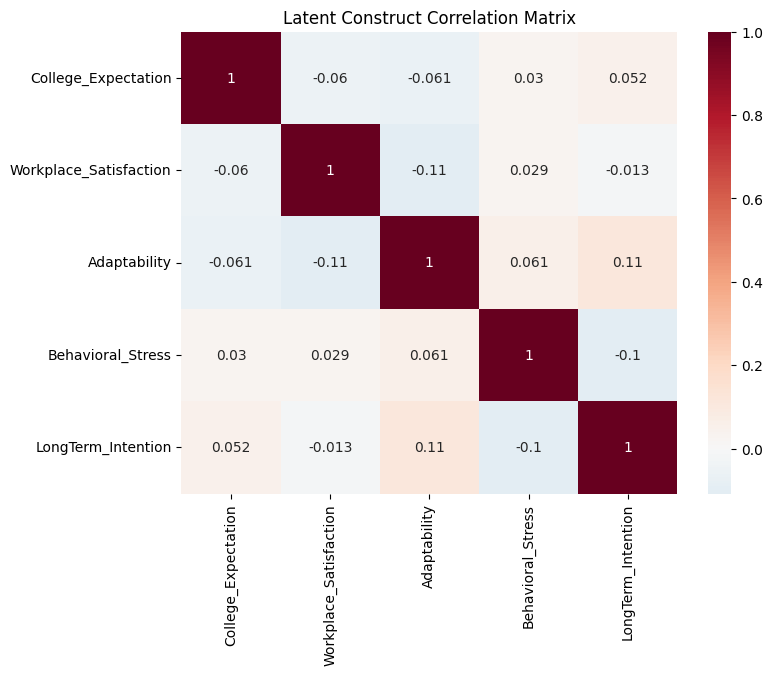 Latent Construct Correlation Matrix
College_Expectation 1 -0.06 -0.061 0.03 0.052
Workplace_Satisfaction -0.06 1 -0.11 0.029 -0.013
Adaptability -0.061 -0.11 1 0.061 0.11
Behavioral_Stress 0.03 0.029 0.061 1 -0.1
LongTerm_Intention 0.052 -0.013 0.11 -0.1 1
College_Expectation
Workplace_Satisfaction
Adaptability
Behavioral_Stress
LongTerm_Intention
1.0
0.8
0.6
0.4
0.2
0.0